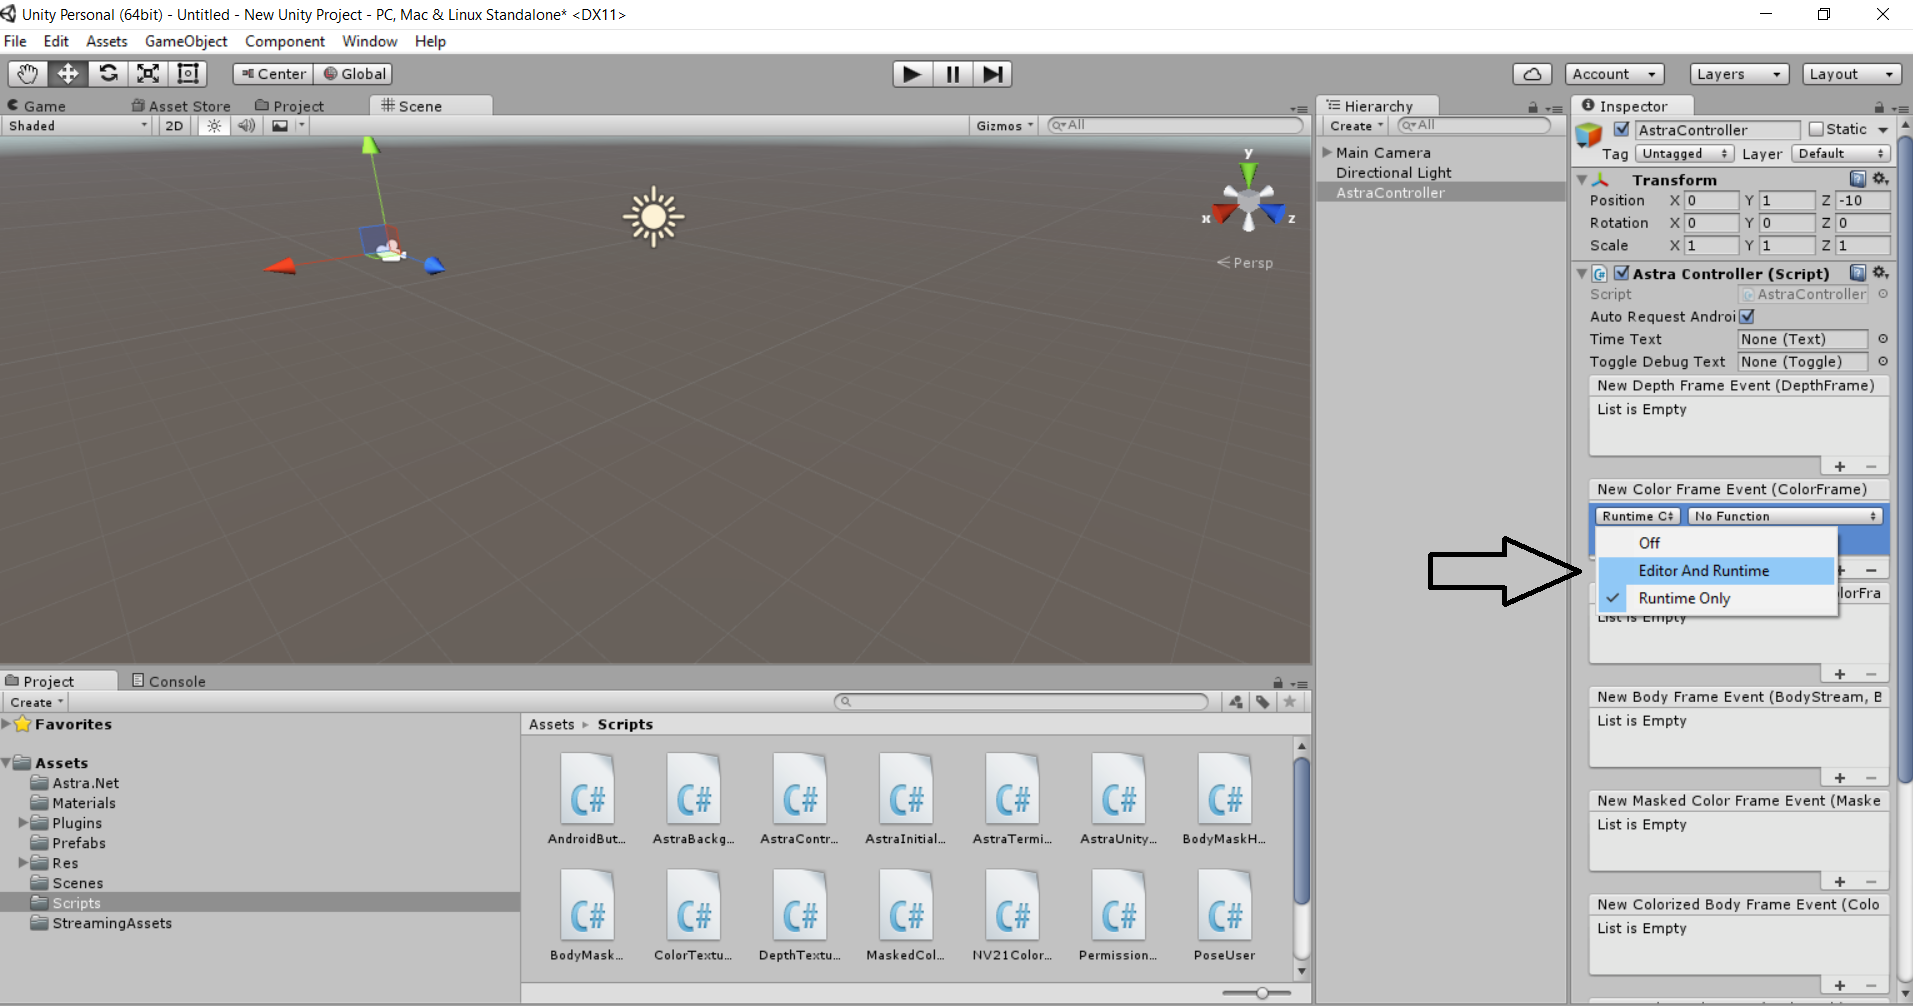 Unity Personal (64bit) - Untitled - New Unity Project - PC, Mac & Linux Standalone* <DX11>
File Edit Assets GameObject Component Window Help
Center Global
Account Layers Layout
Game Asset Store Project Scene
Shaded 2D Gizmos All
y
x z
Persp
Hierarchy
Create All
Main Camera
Directional Light
AstraController
Inspector
AstraController Static
Tag Untagged Layer Default
Transform
Position X 0 Y 1 Z -10
Rotation X 0 Y 0 Z 0
Scale X 1 Y 1 Z 1
C# Astra Controller (Script)
Script AstraController
Auto Request Androi
Time Text None (Text)
Toggle Debug Text None (Toggle)
New Depth Frame Event (DepthFrame)
List is Empty
+ −
New Color Frame Event (ColorFrame)
Runtime C No Function
Off
Editor And Runtime
Runtime Only
+ −
lorFra
List is Empty
+ −
New Body Frame Event (BodyStream, B
List is Empty
+ −
New Masked Color Frame Event (Maske
List is Empty
+ −
New Colorized Body Frame Event (Colo
List is Empty
+ −
Project Console
Create
Favorites
Assets
Astra.Net
Materials
Plugins
Prefabs
Res
Scenes
Scripts
StreamingAssets
Assets Scripts
C# C# C# C# C# C# C#
AndroidBut... AstraBackg... AstraContr... AstraInitial... AstraTermi... AstraUnity... BodyMaskH...
C# C# C# C# C# C# C#
BodyMask... ColorTextu... DepthTextu... MaskedCol... NV21Color... Permission... PoseUser